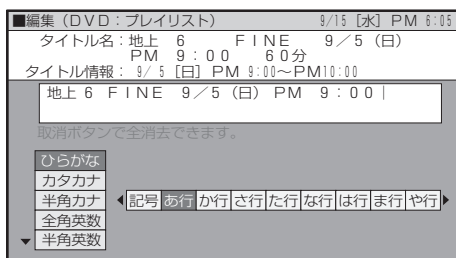 ■編集(DVD:プレイリスト) 9/15[水]PM 6:05
タイトル名:地上 6 FINE 9/5(日)
PM 9:00 60分
タイトル情報: 9/ 5[日]PM 9:00~PM10:00
地上 6 FINE 9/5(日) PM 9:00|
取消ボタンで全消去できます。
ひらがな
カタカナ
半角カナ ◀記号 あ行 か行 さ行 た行 な行 は行 ま行 や行▶
全角英数
▼ 半角英数